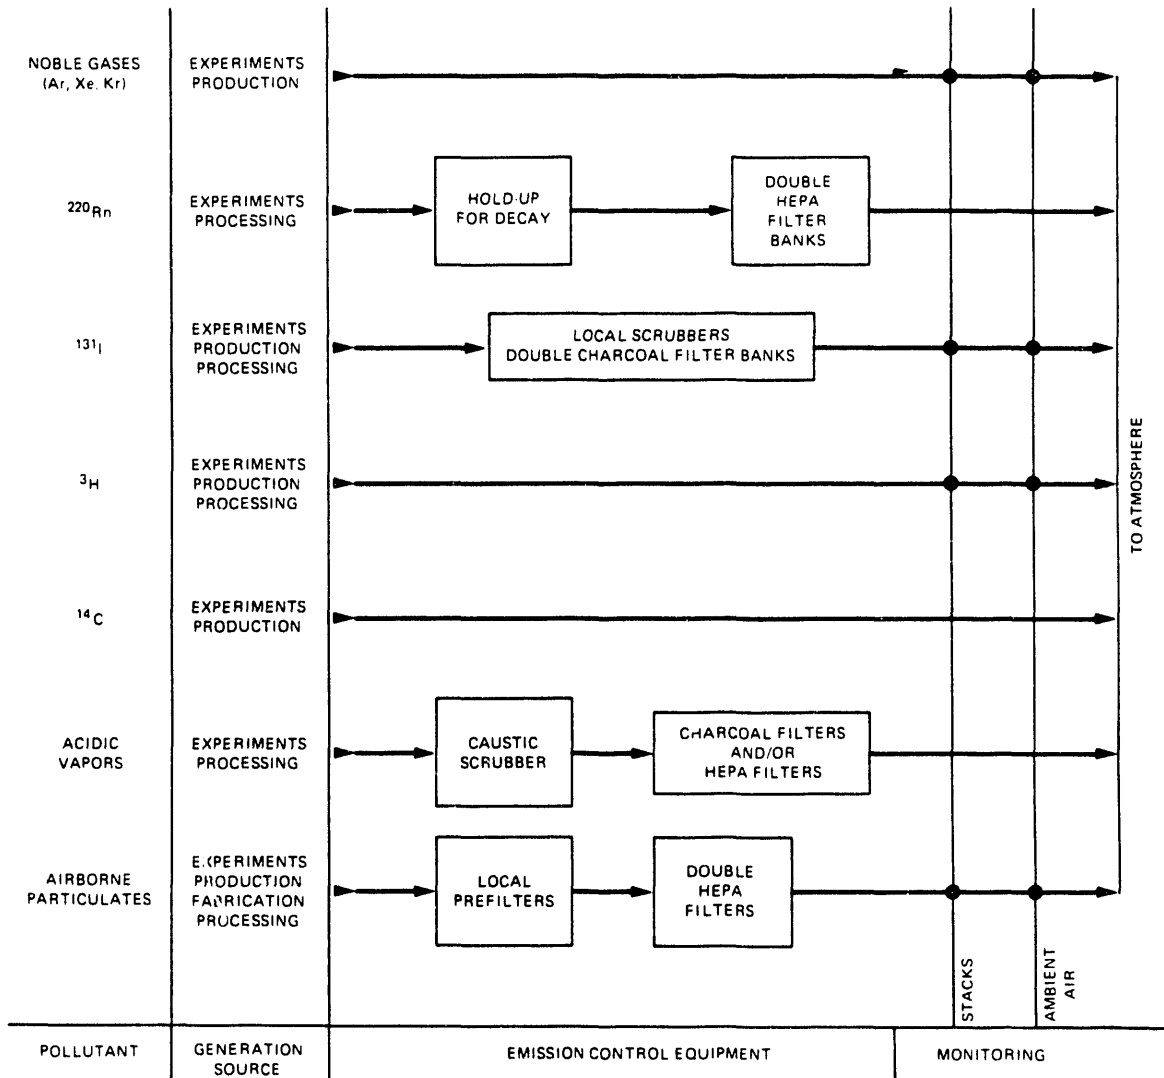 NOBLE GASES
(Ar, Xe. Kr)
EXPERIMENTS
PRODUCTION
220Rn
EXPERIMENTS
PROCESSING
HOLD-UP
FOR DECAY
DOUBLE
HEPA
FILTER
BANKS
131I
EXPERIMENTS
PRODUCTION
PROCESSING
LOCAL SCRUBBERS
DOUBLE CHARCOAL FILTER BANKS
3H
EXPERIMENTS
PRODUCTION
PROCESSING
TO ATMOSPHERE
14C
EXPERIMENTS
PRODUCTION
ACIDIC
VAPORS
EXPERIMENTS
PROCESSING
CAUSTIC
SCRUBBER
CHARCOAL FILTERS
AND/OR
HEPA FILTERS
AIRBORNE
PARTICULATES
EXPERIMENTS
PRODUCTION
FABRICATION
PROCESSING
LOCAL
PREFILTERS
DOUBLE
HEPA
FILTERS
STACKS
AMBIENT
AIR
POLLUTANT
GENERATION
SOURCE
EMISSION CONTROL EQUIPMENT
MONITORING